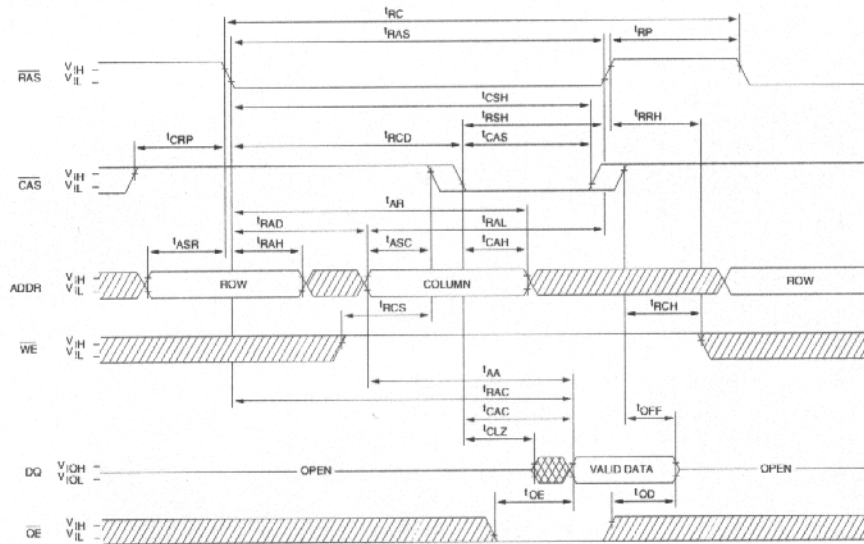 tRC
tRAS tRP
RAS VIH VIL
tCSH
tRSH tRRH
tCRP tRCD tCAS
CAS VIH VIL
tAR
tRAD tRAL
tASR tRAH tASC tCAH
ADDR VIH VIL ROW COLUMN ROW
tRCS tRCH
WE VIH VIL
tAA
tRAC
tCAC tOFF
tCLZ
DQ VIOH VIOL OPEN VALID DATA OPEN
tOE tOD
OE VIH VIL